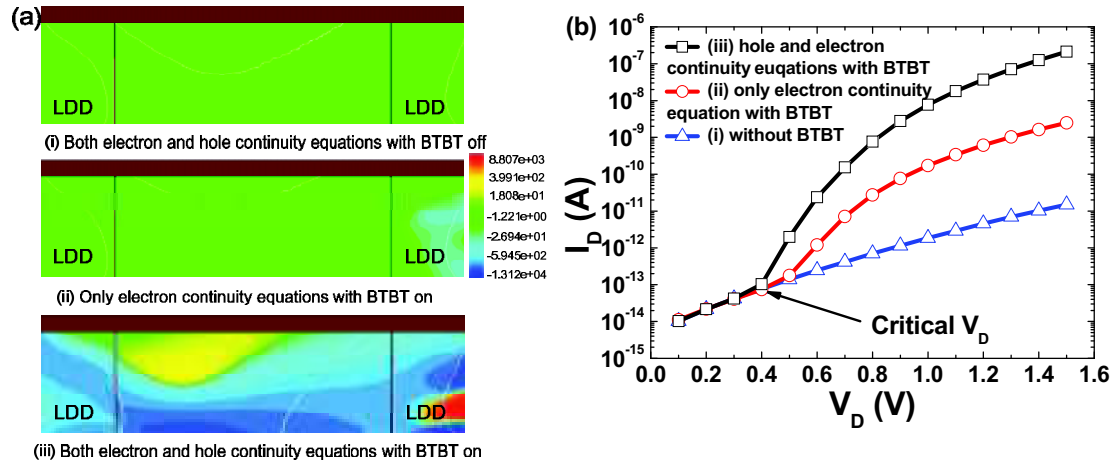 (a)
LDD
LDD
(i) Both electron and hole continuity equations with BTBT off
8.807e+03
3.991e+02
1.808e+01
-1.221e+00
-2.694e+01
-5.945e+02
-1.312e+04
LDD
LDD
(ii) Only electron continuity equations with BTBT on
LDD
LDD
(iii) Both electron and hole continuity equations with BTBT on
(b)
10^-6
10^-7
10^-8
10^-9
10^-10
10^-11
10^-12
10^-13
10^-14
10^-15
I_D (A)
(iii) hole and electron
continuity euqations with BTBT
(ii) only electron continuity
equation with BTBT
(i) without BTBT
Critical V_D
0.0 0.2 0.4 0.6 0.8 1.0 1.2 1.4 1.6
V_D (V)